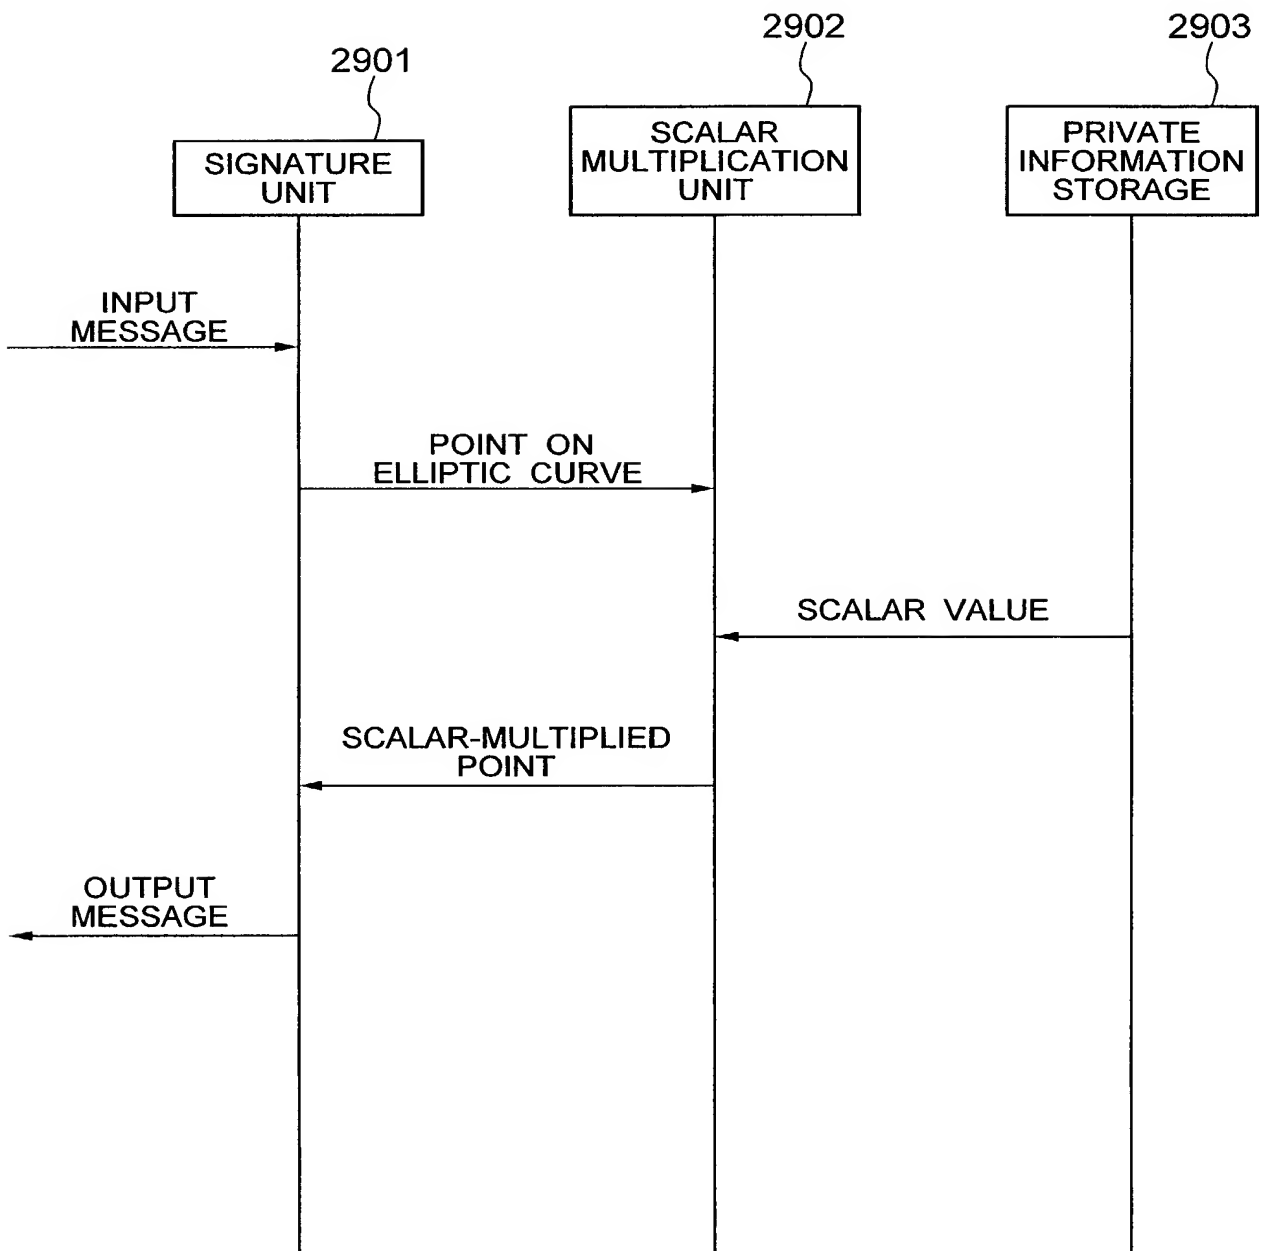 2901
2902
2903
SIGNATURE
UNIT
SCALAR
MULTIPLICATION
UNIT
PRIVATE
INFORMATION
STORAGE
INPUT
MESSAGE
POINT ON
ELLIPTIC CURVE
SCALAR VALUE
SCALAR-MULTIPLIED
POINT
OUTPUT
MESSAGE